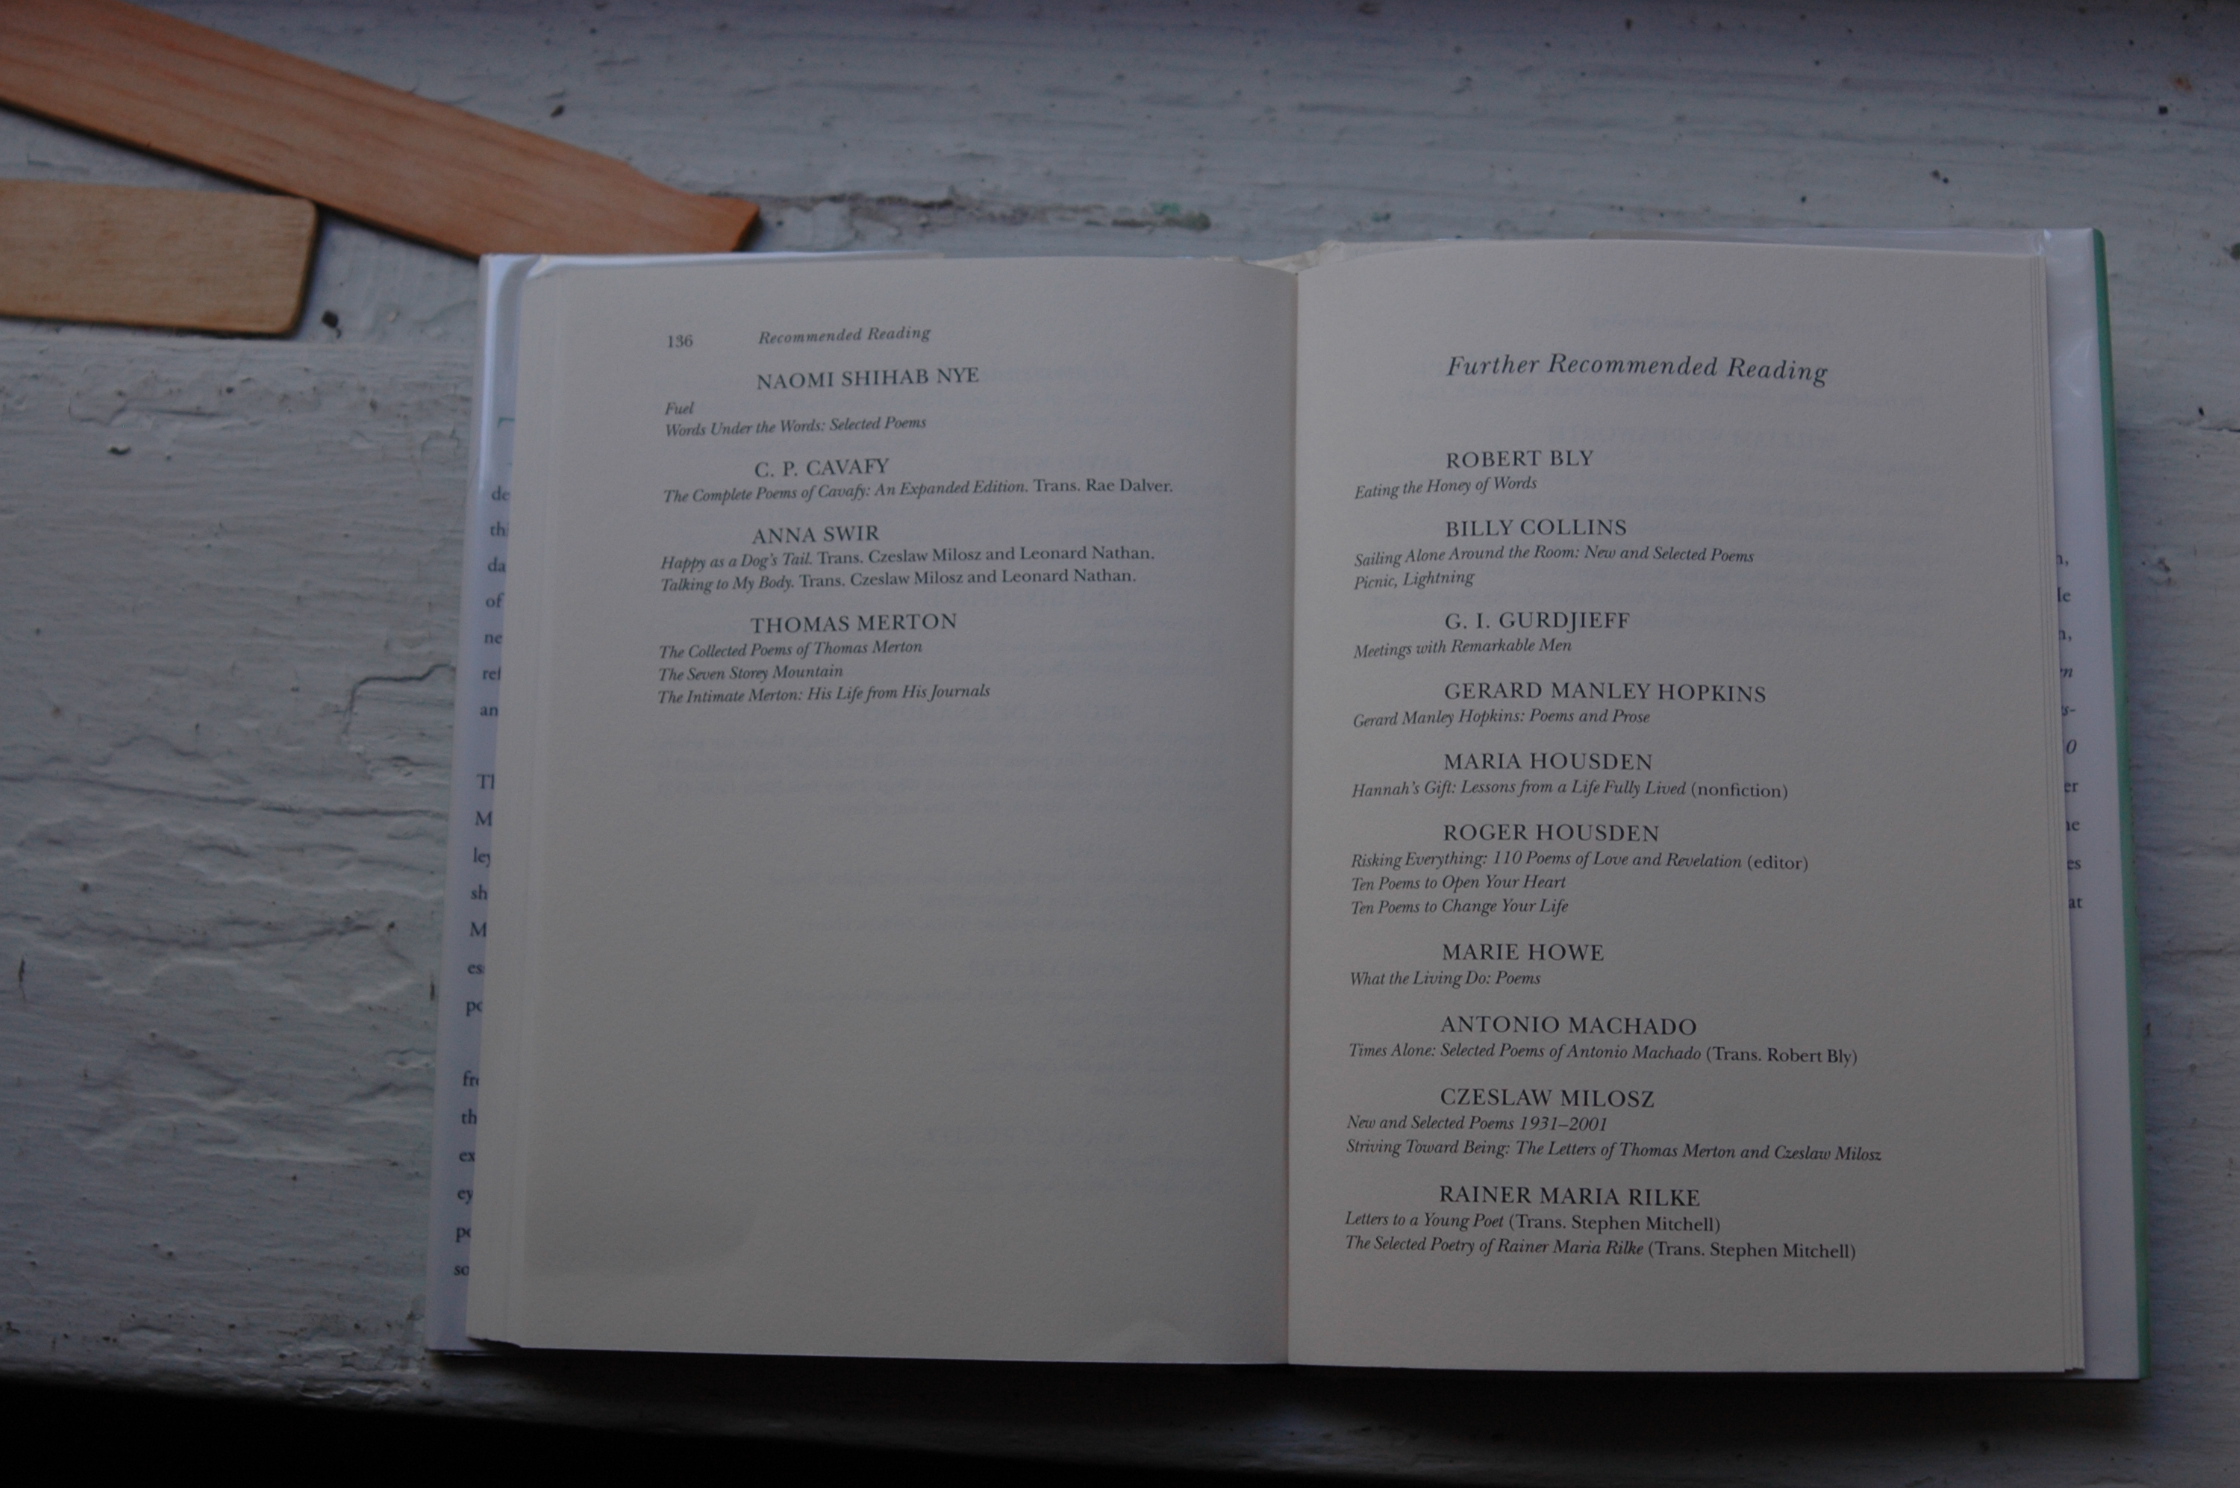 136 Recommended Reading
NAOMI SHIHAB NYE
Fuel
Words Under the Words: Selected Poems
C. P. CAVAFY
The Complete Poems of Cavafy: An Expanded Edition. Trans. Rae Dalver.
ANNA SWIR
Happy as a Dog's Tail. Trans. Czeslaw Milosz and Leonard Nathan.
Talking to My Body. Trans. Czeslaw Milosz and Leonard Nathan.
THOMAS MERTON
The Collected Poems of Thomas Merton
The Seven Storey Mountain
The Intimate Merton: His Life from His Journals
Further Recommended Reading
ROBERT BLY
Eating the Honey of Words
BILLY COLLINS
Sailing Alone Around the Room: New and Selected Poems
Picnic, Lightning
G. I. GURDJIEFF
Meetings with Remarkable Men
GERARD MANLEY HOPKINS
Gerard Manley Hopkins: Poems and Prose
MARIA HOUSDEN
Hannah's Gift: Lessons from a Life Fully Lived (nonfiction)
ROGER HOUSDEN
Risking Everything: 110 Poems of Love and Revelation (editor)
Ten Poems to Open Your Heart
Ten Poems to Change Your Life
MARIE HOWE
What the Living Do: Poems
ANTONIO MACHADO
Times Alone: Selected Poems of Antonio Machado (Trans. Robert Bly)
CZESLAW MILOSZ
New and Selected Poems 1931–2001
Striving Toward Being: The Letters of Thomas Merton and Czeslaw Milosz
RAINER MARIA RILKE
Letters to a Young Poet (Trans. Stephen Mitchell)
The Selected Poetry of Rainer Maria Rilke (Trans. Stephen Mitchell)